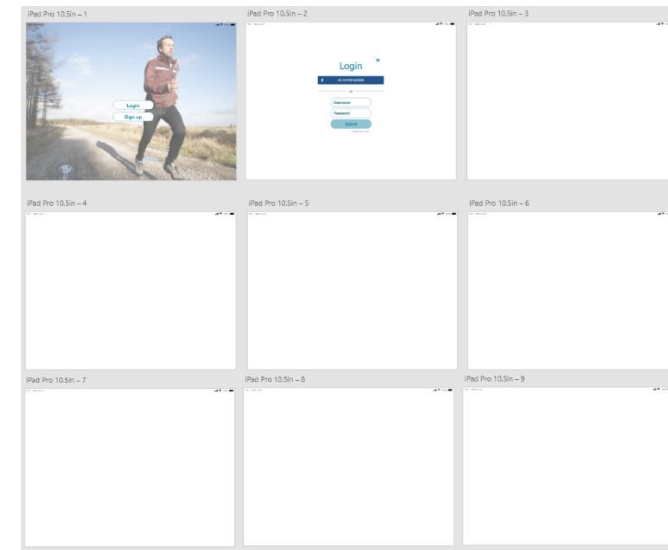 iPad Pro 10.5in – 1
iPad Pro 10.5in – 2
iPad Pro 10.5in – 3
Login
Sign up
Login
or
Username
Password
iPad Pro 10.5in – 4
iPad Pro 10.5in – 5
iPad Pro 10.5in – 6
iPad Pro 10.5in – 7
iPad Pro 10.5in – 8
iPad Pro 10.5in – 9